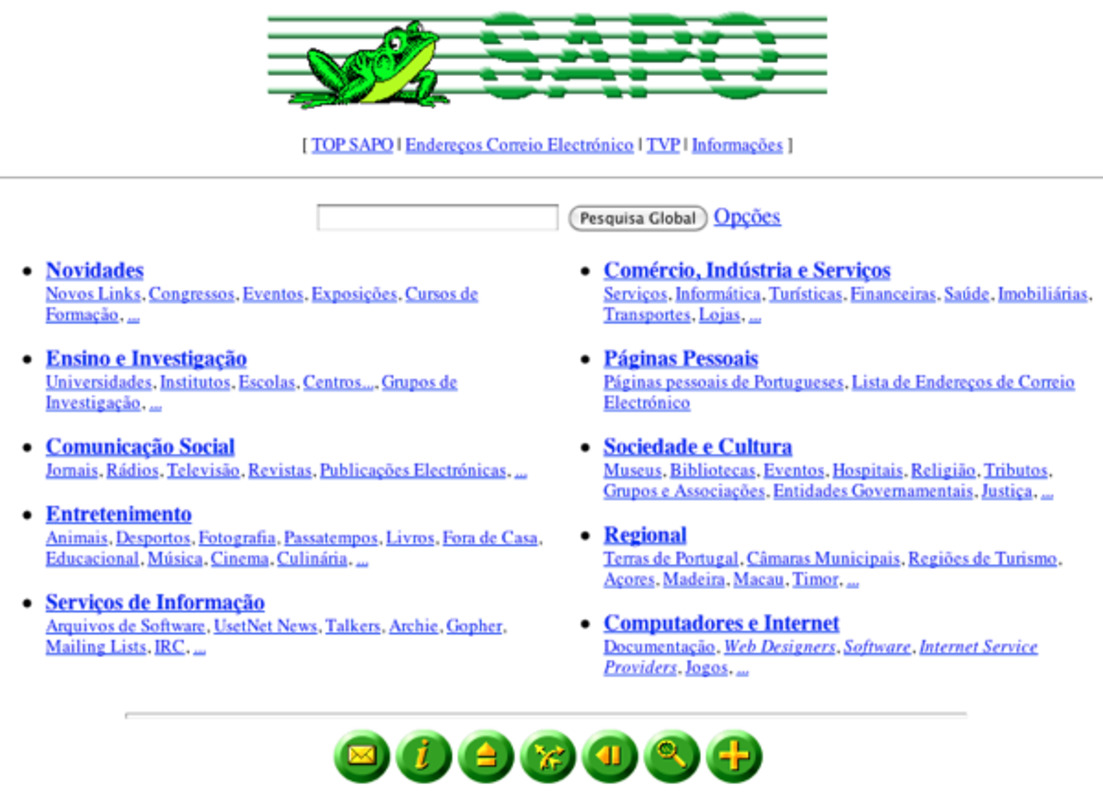 SAPO
[ TOP SAPO | Endereços Correio Electrónico | TVP | Informações ]
Pesquisa Global Opções
Novidades
Novos Links, Congressos, Eventos, Exposições, Cursos de
Formação, ...
Ensino e Investigação
Universidades, Institutos, Escolas, Centros..., Grupos de
Investigação, ...
Comunicação Social
Jornais, Rádios, Televisão, Revistas, Publicações Electrónicas, ...
Entretenimento
Animais, Desportos, Fotografia, Passatempos, Livros, Fora de Casa,
Educacional, Música, Cinema, Culinária, ...
Serviços de Informação
Arquivos de Software, UsetNet News, Talkers, Archie, Gopher,
Mailing Lists, IRC, ...
Comércio, Indústria e Serviços
Serviços, Informática, Turísticas, Financeiras, Saúde, Imobiliárias,
Transportes, Lojas, ...
Páginas Pessoais
Páginas pessoais de Portugueses, Lista de Endereços de Correio
Electrónico
Sociedade e Cultura
Museus, Bibliotecas, Eventos, Hospitais, Religião, Tributos,
Grupos e Associações, Entidades Governamentais, Justiça, ...
Regional
Terras de Portugal, Câmaras Municipais, Regiões de Turismo,
Açores, Madeira, Macau, Timor, ...
Computadores e Internet
Documentação, Web Designers, Software, Internet Service
Providers, Jogos, ...